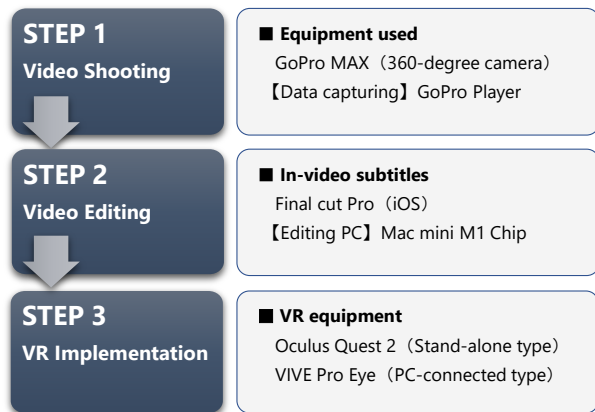 STEP 1
Video Shooting
■ Equipment used
GoPro MAX（360-degree camera）
【Data capturing】GoPro Player
STEP 2
Video Editing
■ In-video subtitles
Final cut Pro（iOS）
【Editing PC】Mac mini M1 Chip
STEP 3
VR Implementation
■ VR equipment
Oculus Quest 2（Stand-alone type）
VIVE Pro Eye（PC-connected type）